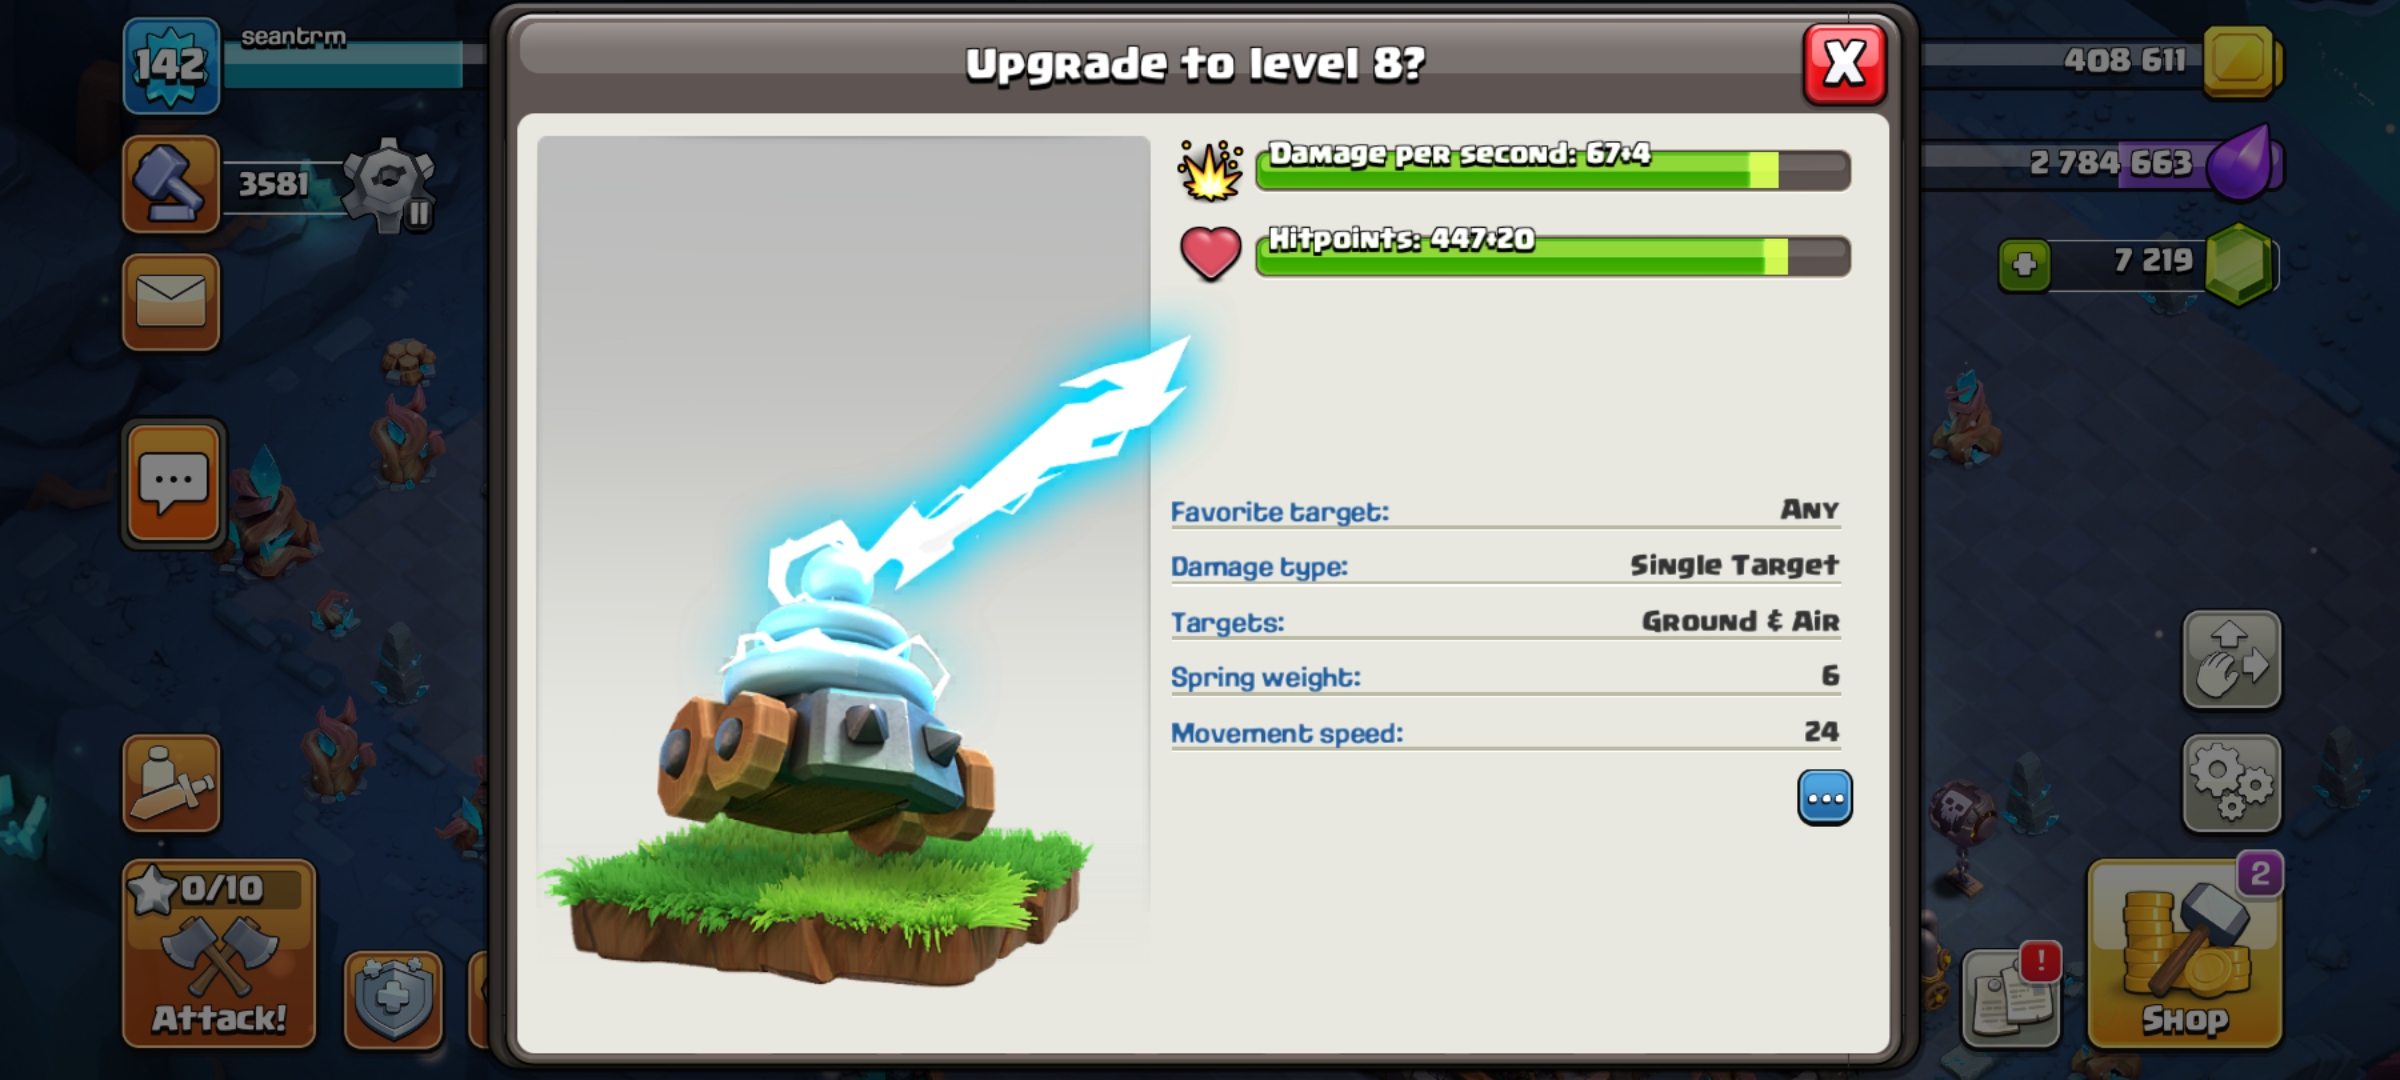 142
seantrm
Upgrade to level 8?
X
408 611
3581
2 784 663
7 219
Damage per second: 67+4
Hitpoints: 447+20
Favorite target: Any
Damage type: Single Target
Targets: Ground & Air
Spring weight: 6
Movement speed: 24
0/10
Attack!
2
!
Shop